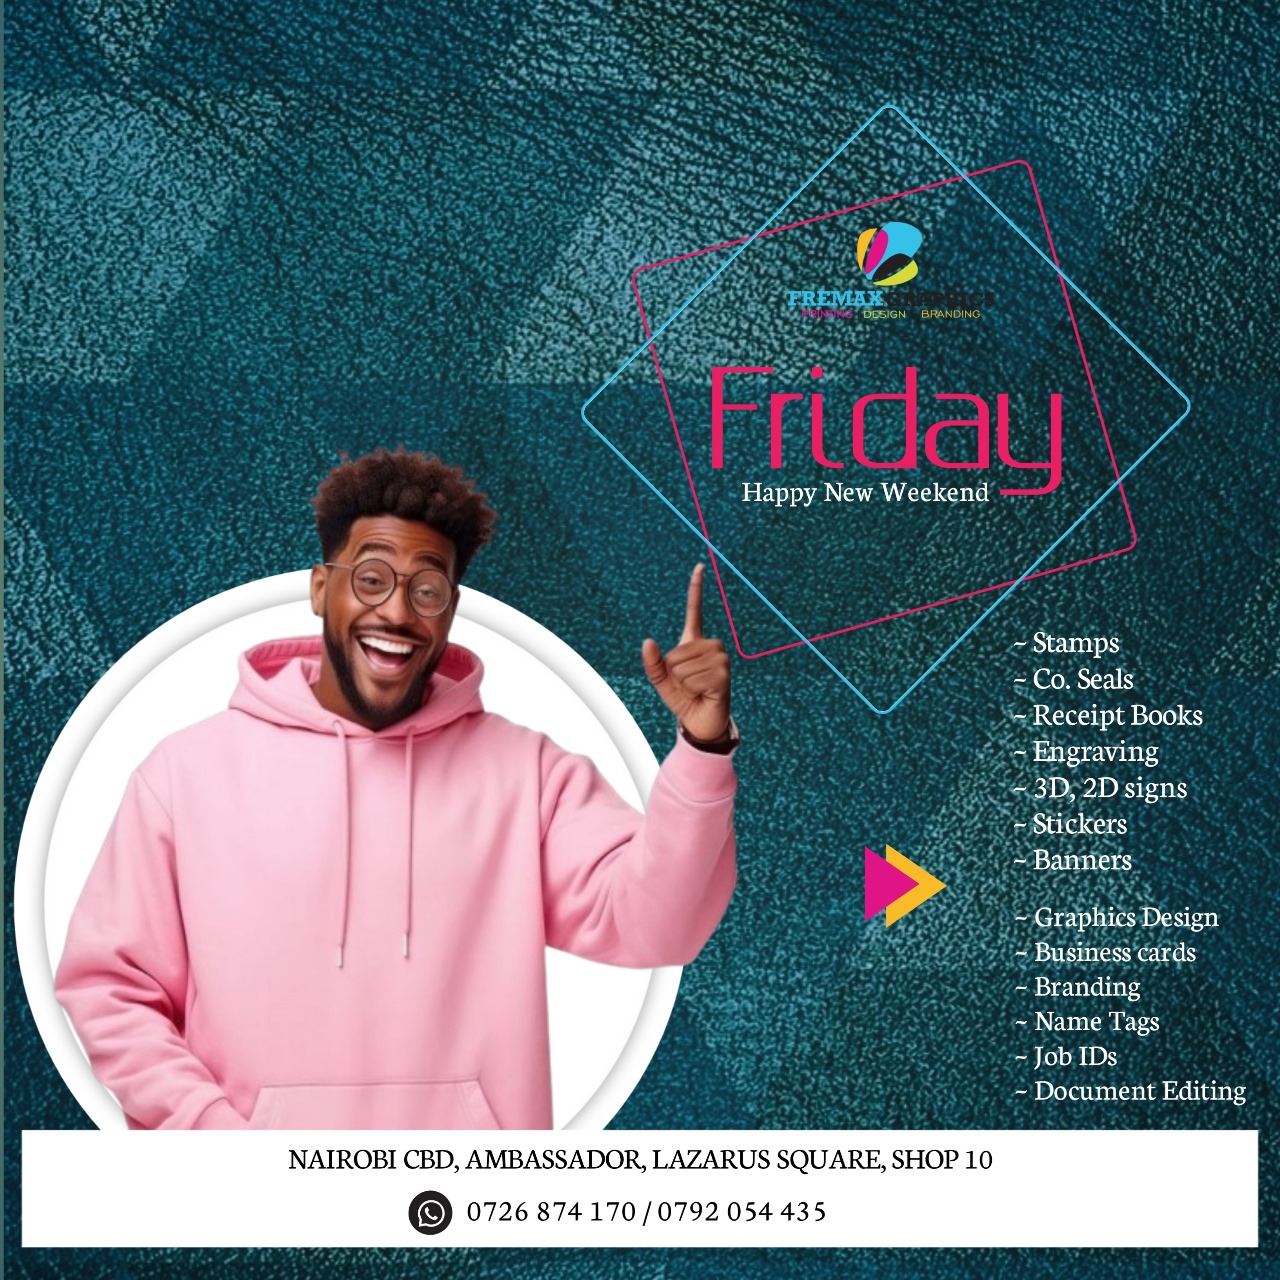 FREMAX GRAPHICS
PRINTING DESIGN BRANDING
Friday
Happy New Weekend
~ Stamps
~ Co. Seals
~ Receipt Books
~ Engraving
~ 3D, 2D signs
~ Stickers
~ Banners
~ Graphics Design
~ Business cards
~ Branding
~ Name Tags
~ Job IDs
~ Document Editing
NAIROBI CBD, AMBASSADOR, LAZARUS SQUARE, SHOP 10
0726 874 170 / 0792 054 435